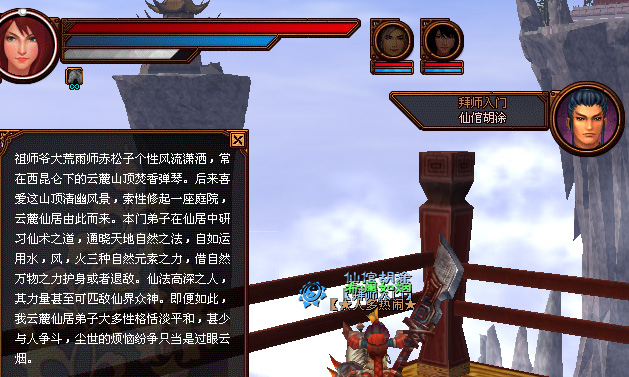 拜师入门
仙倌胡涂
祖师爷大荒雨师赤松子个性风流潇洒，常
在西昆仑下的云麓山顶焚香弹琴。后来喜
爱这山顶清幽风景，索性修起一座庭院，
云麓仙居由此而来。本门弟子在仙居中研
习仙术之道，通晓天地自然之法，自如运
用水，风，火三种自然元素之力，借自然
万物之力护身或者退敌。仙法高深之人，
其力量甚至可匹敌仙界众神。即便如此，
我云麓仙居弟子大多性格恬淡平和，甚少
与人争斗，尘世的烦恼纷争只当是过眼云
烟。
仙倌胡涂
人多热闹★